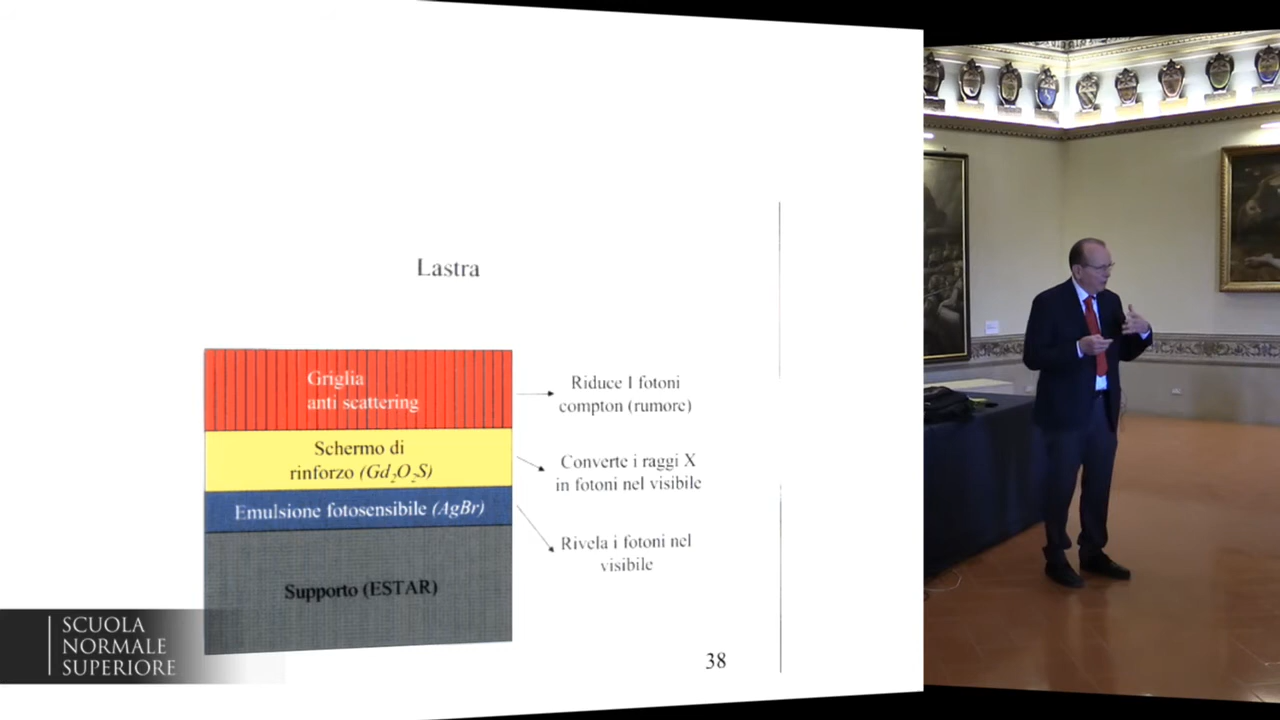 Lastra
Griglia
anti scattering
Riduce I fotoni
compton (rumore)
Schermo di
rinforzo (Gd₂O₂S)
Converte i raggi X
in fotoni nel visibile
Emulsione fotosensibile (AgBr)
Rivela i fotoni nel
visibile
Supporto (ESTAR)
38
SCUOLA
NORMALE
SUPERIORE